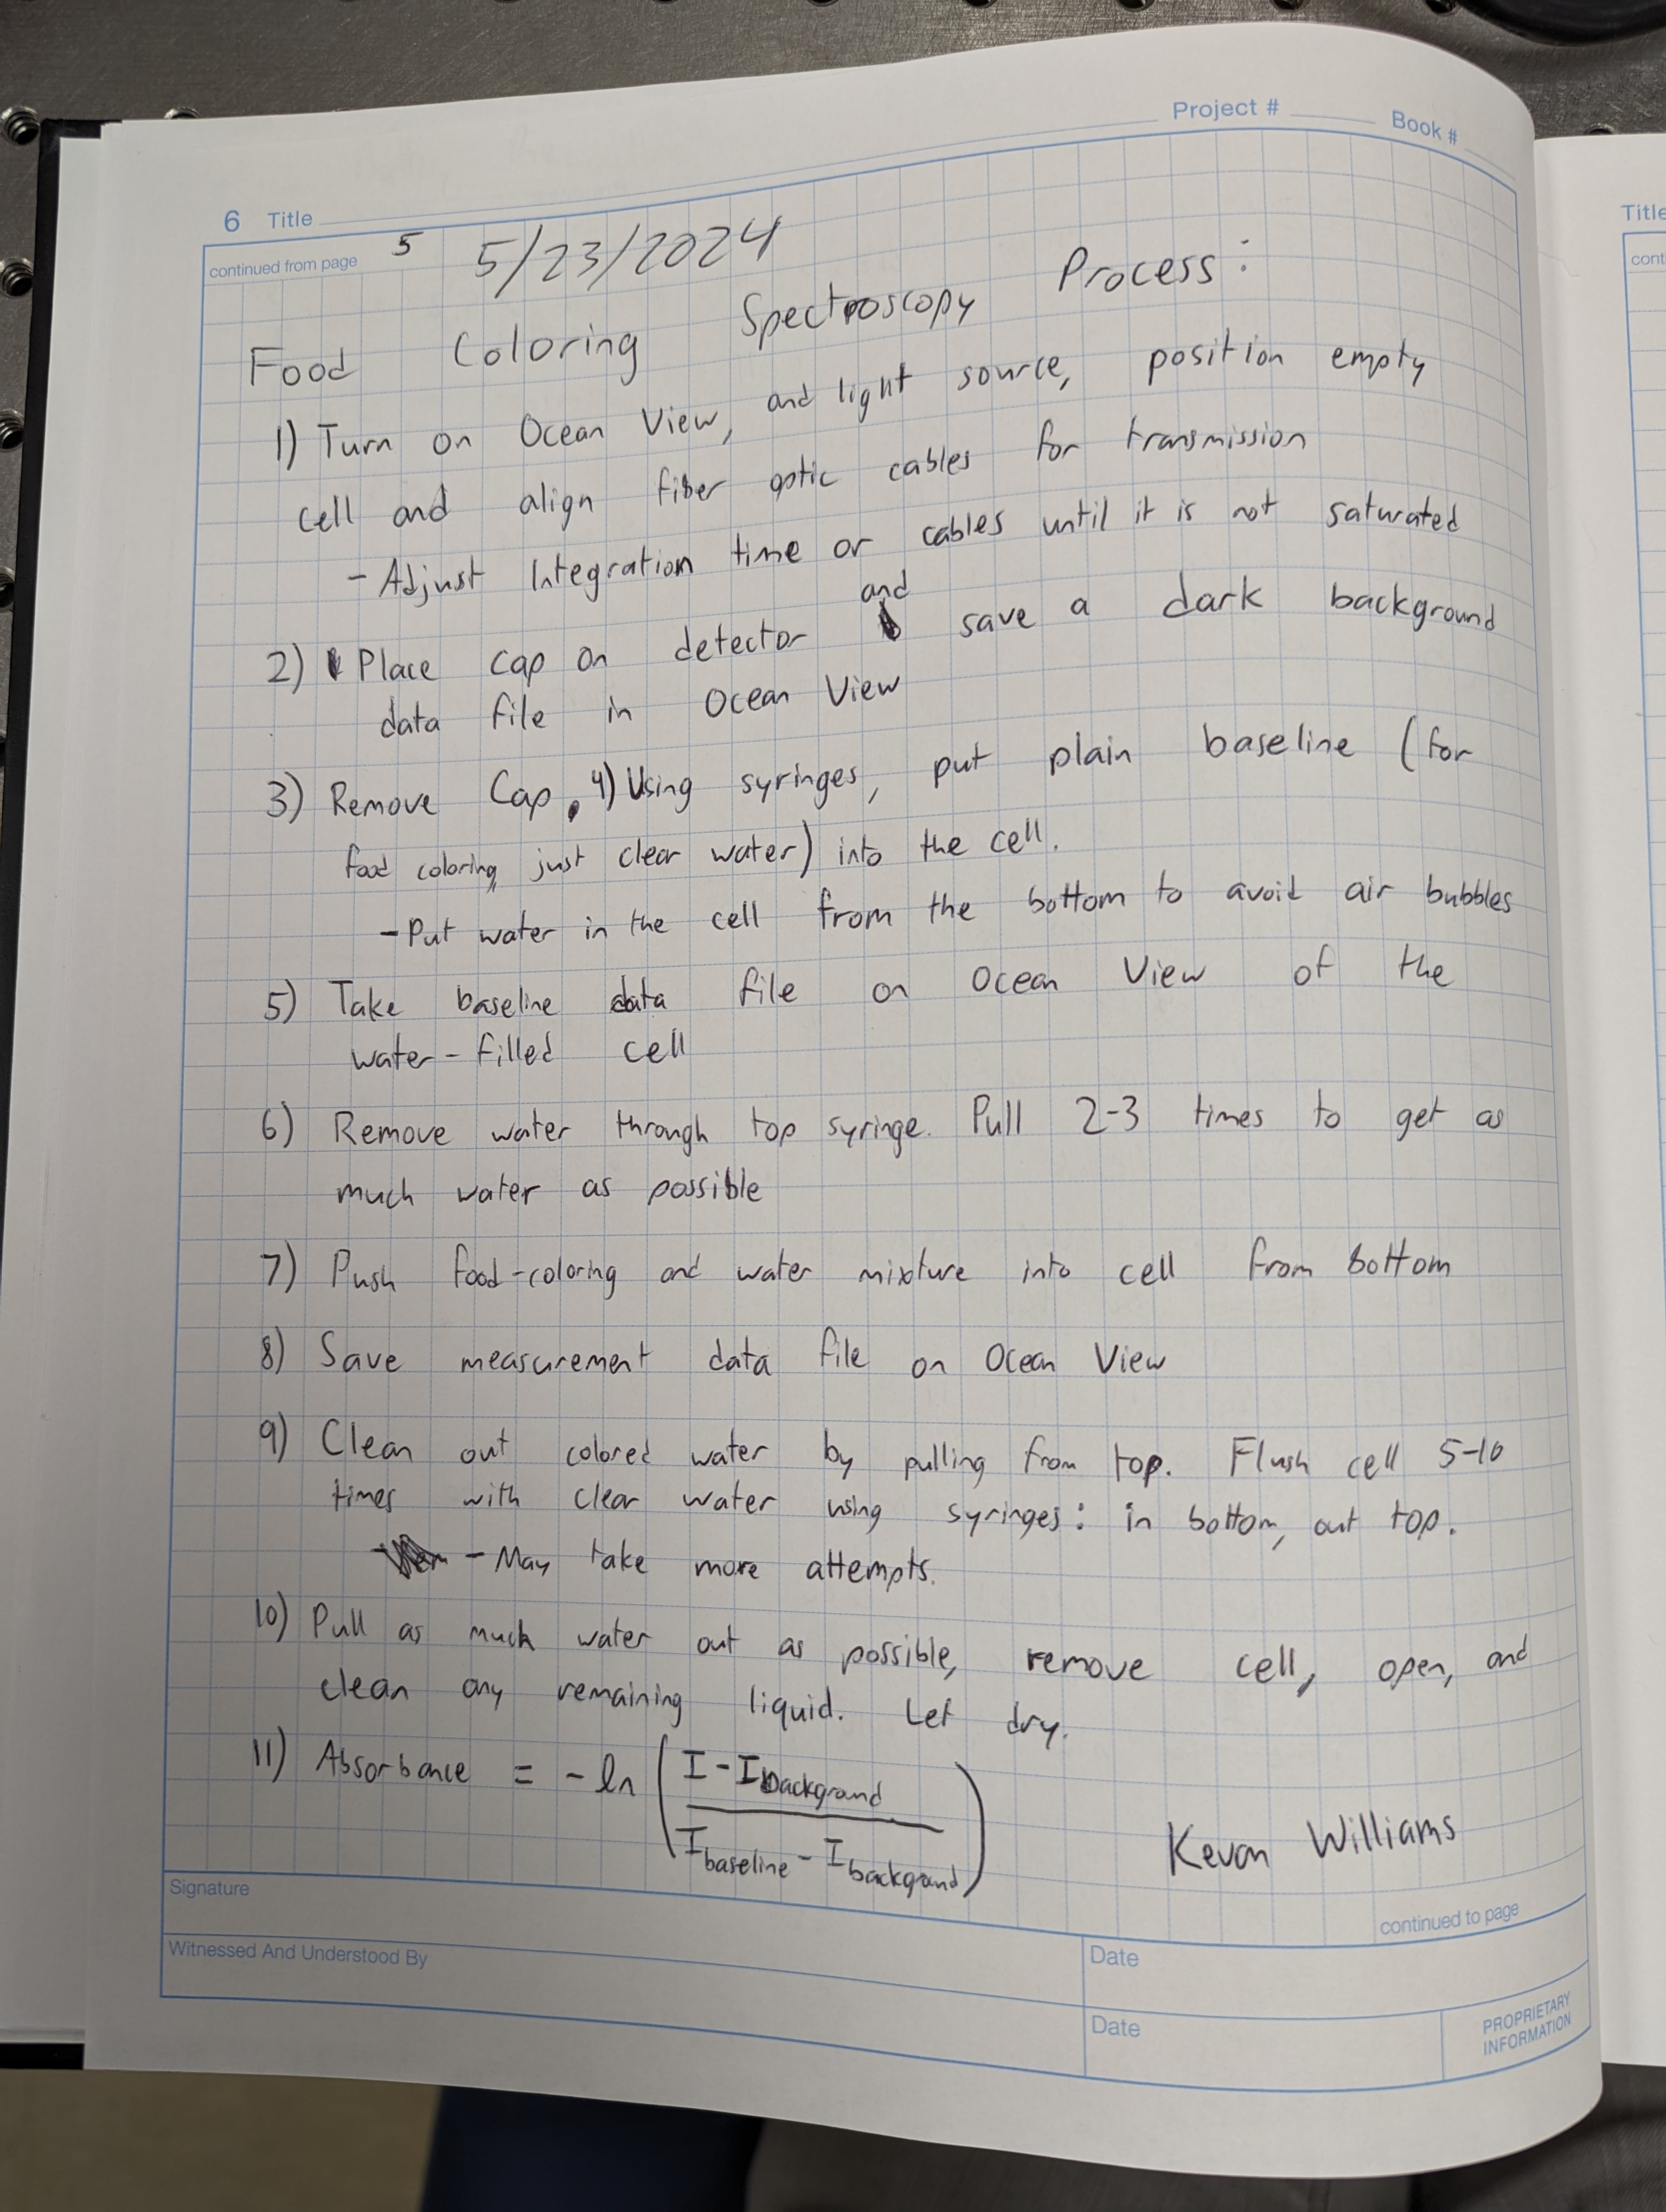 Project # Book #
6 Title
continued from page 5 5/23/2024
Food Coloring Spectroscopy Process:
1) Turn on Ocean View, and light source, position empty
cell and align fiber optic cables for transmission
- Adjust Integration time or cables until it is not saturated
and
2) Place cap on detector save a dark background
data file in Ocean View
3) Remove Cap. 4) Using syringes, put plain baseline (for
food coloring, just clear water) into the cell.
- Put water in the cell from the bottom to avoid air bubbles
5) Take baseline data file on Ocean View of the
water-filled cell
6) Remove water through top syringe. Pull 2-3 times to get as
much water as possible
7) Push food-coloring and water mixture into cell from bottom
8) Save measurement data file on Ocean View
9) Clean out colored water by pulling from top. Flush cell 5-10
times with clear water using syringes: in bottom, out top.
- May take more attempts.
10) Pull as much water out as possible, remove cell, open, and
clean any remaining liquid. Let dry.
11) Absorbance = -ln (I - Ibackground / Ibaseline - Ibackground)
Kevan Williams
Signature
continued to page
Witnessed And Understood By
Date
Date
PROPRIETARY
INFORMATION
Title
cont